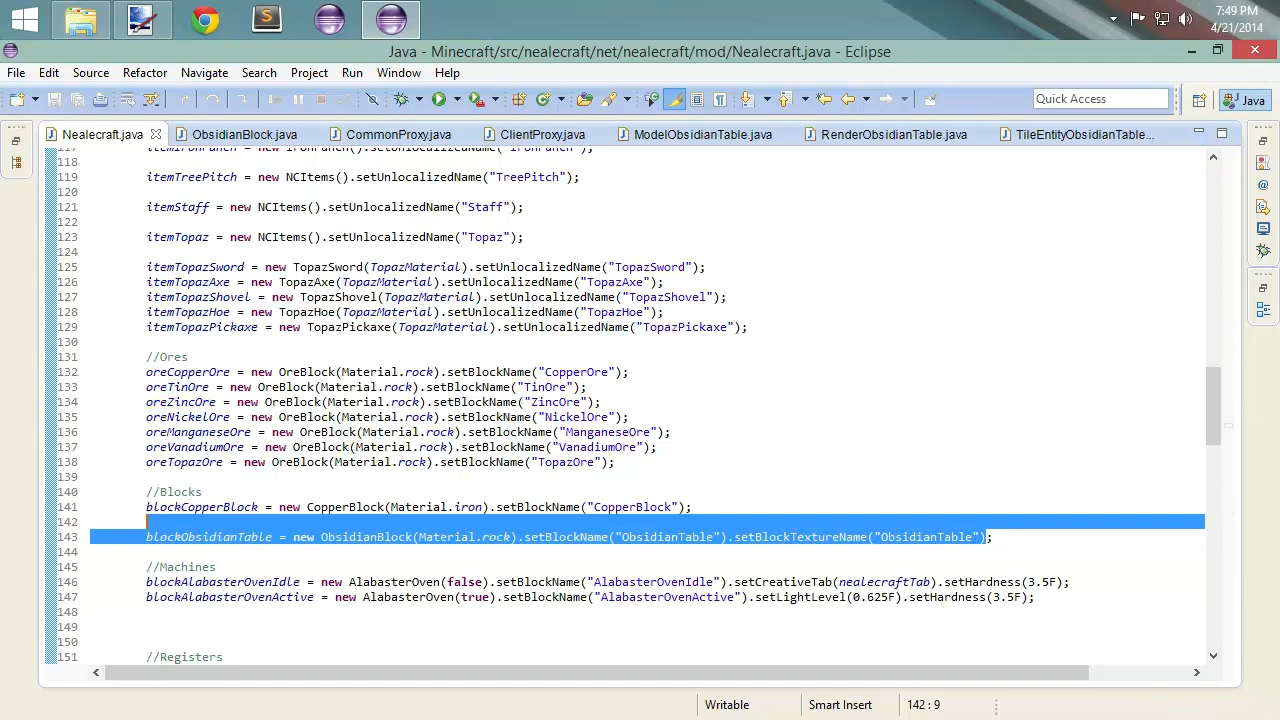 7:49 PM
4/21/2014
Java - Minecraft/src/nealecraft/net/nealecraft/mod/Nealecraft.java - Eclipse
File Edit Source Refactor Navigate Search Project Run Window Help
Quick Access
Java
Nealecraft.java ObsidianBlock.java CommonProxy.java ClientProxy.java ModelObsidianTable.java RenderObsidianTable.java TileEntityObsidianTable...
118
119 itemTreePitch = new NCItems().setUnlocalizedName("TreePitch");
120
121 itemStaff = new NCItems().setUnlocalizedName("Staff");
122
123 itemTopaz = new NCItems().setUnlocalizedName("Topaz");
124
125 itemTopazSword = new TopazSword(TopazMaterial).setUnlocalizedName("TopazSword");
126 itemTopazAxe = new TopazAxe(TopazMaterial).setUnlocalizedName("TopazAxe");
127 itemTopazShovel = new TopazShovel(TopazMaterial).setUnlocalizedName("TopazShovel");
128 itemTopazHoe = new TopazHoe(TopazMaterial).setUnlocalizedName("TopazHoe");
129 itemTopazPickaxe = new TopazPickaxe(TopazMaterial).setUnlocalizedName("TopazPickaxe");
130
131 //Ores
132 oreCopperOre = new OreBlock(Material.rock).setBlockName("CopperOre");
133 oreTinOre = new OreBlock(Material.rock).setBlockName("TinOre");
134 oreZincOre = new OreBlock(Material.rock).setBlockName("ZincOre");
135 oreNickelOre = new OreBlock(Material.rock).setBlockName("NickelOre");
136 oreManganeseOre = new OreBlock(Material.rock).setBlockName("ManganeseOre");
137 oreVanadiumOre = new OreBlock(Material.rock).setBlockName("VanadiumOre");
138 oreTopazOre = new OreBlock(Material.rock).setBlockName("TopazOre");
139
140 //Blocks
141 blockCopperBlock = new CopperBlock(Material.iron).setBlockName("CopperBlock");
142
143 blockObsidianTable = new ObsidianBlock(Material.rock).setBlockName("ObsidianTable").setBlockTextureName("ObsidianTable");
144
145 //Machines
146 blockAlabasterOvenIdle = new AlabasterOven(false).setBlockName("AlabasterOvenIdle").setCreativeTab(nealecraftTab).setHardness(3.5F);
147 blockAlabasterOvenActive = new AlabasterOven(true).setBlockName("AlabasterOvenActive").setLightLevel(0.625F).setHardness(3.5F);
148
149
150
151 //Registers
Writable Smart Insert 142 : 9